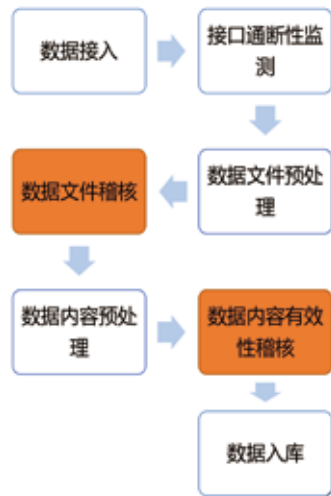 数据接入
接口通断性监
测
数据文件预处
理
数据文件稽核
数据内容预处
理
数据内容有效
性稽核
数据入库